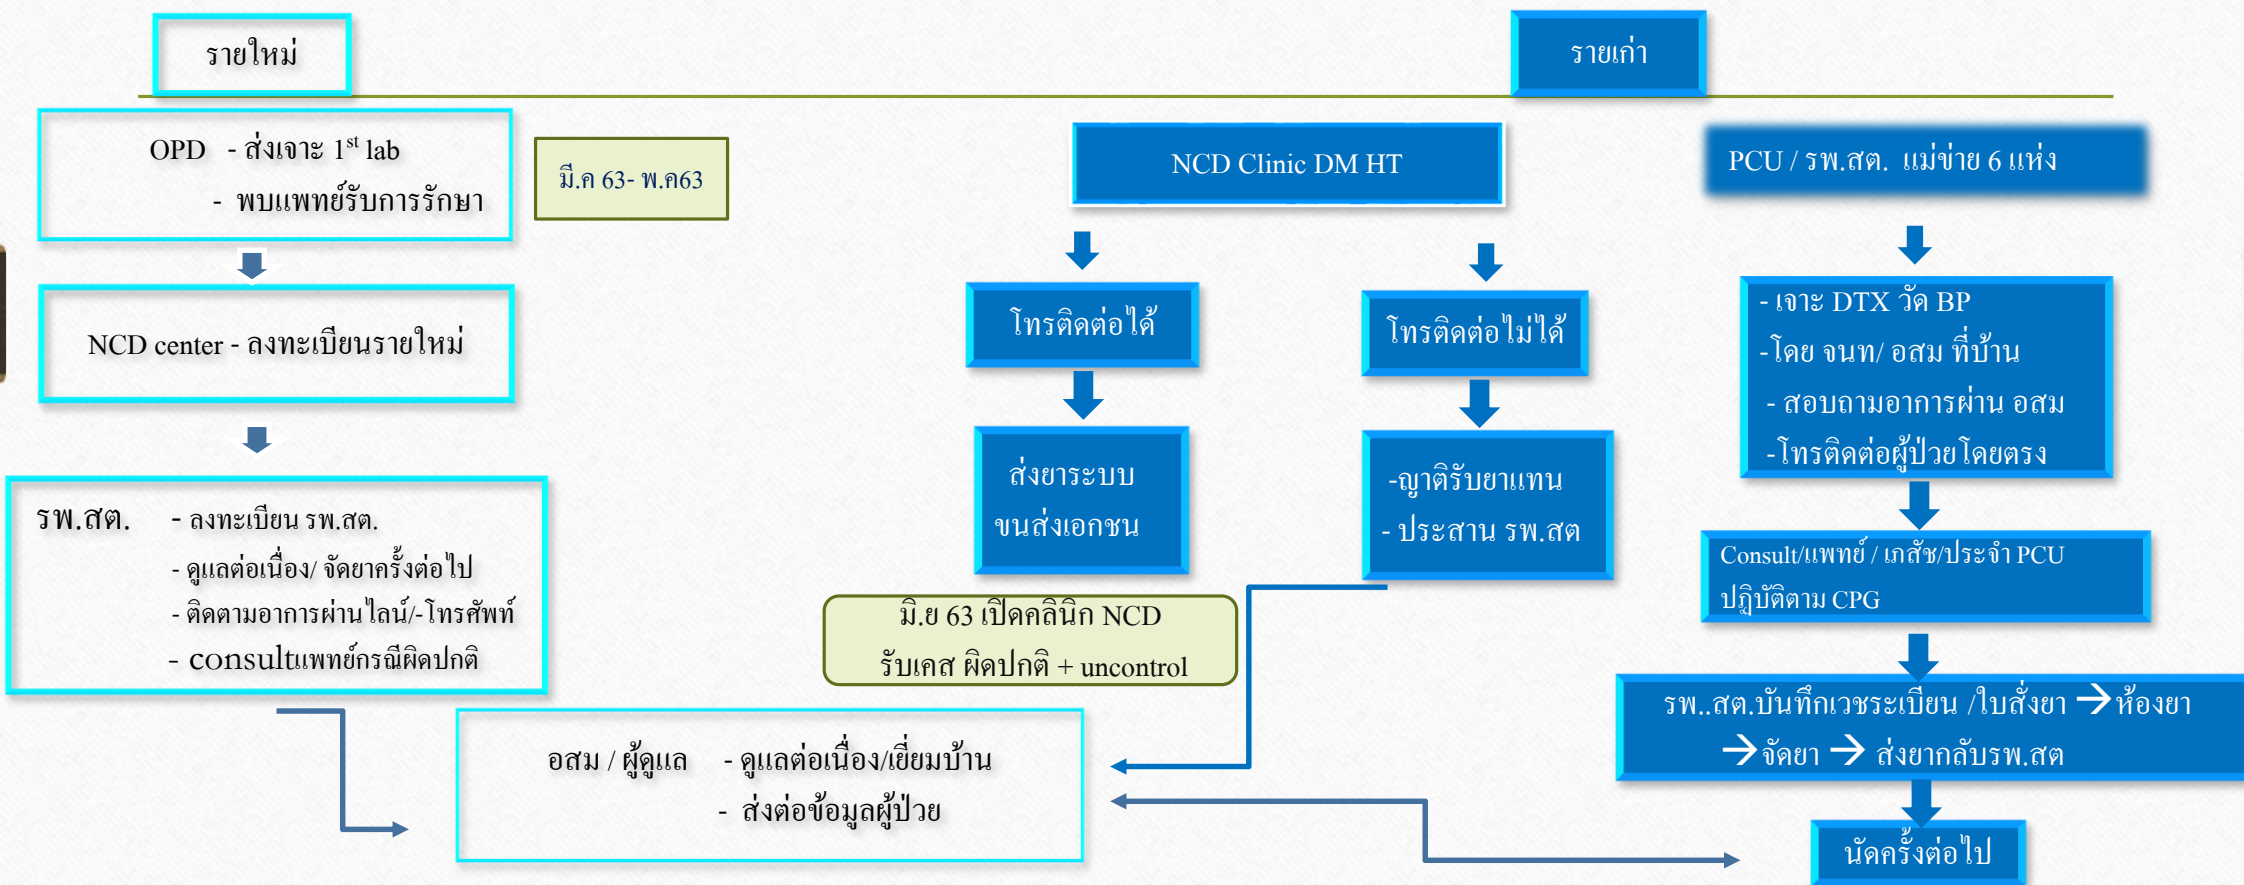 รายใหม่
รายเก่า
OPD - ส่งเจาะ 1st lab
- พบแพทย์รับการรักษา
มี.ค 63- พ.ค63
NCD center - ลงทะเบียนรายใหม่
รพ.สต. - ลงทะเบียน รพ.สต.
- ดูแลต่อเนื่อง/ จัดยาครั้งต่อไป
- ติดตามอาการผ่านไลน์/-โทรศัพท์
- consultแพทย์กรณีผิดปกติ
NCD Clinic DM HT
โทรติดต่อได้
ส่งยาระบบ
ขนส่งเอกชน
โทรติดต่อไม่ได้
-ญาติรับยาแทน
- ประสาน รพ.สต
มิ.ย 63 เปิดคลินิก NCD
รับเคส ผิดปกติ + uncontrol
อสม / ผู้ดูแล - ดูแลต่อเนื่อง/เยี่ยมบ้าน
- ส่งต่อข้อมูลผู้ป่วย
PCU / รพ.สต. แม่ข่าย 6 แห่ง
- เจาะ DTX วัด BP
-โดย จนท/ อสม ที่บ้าน
- สอบถามอาการผ่าน อสม
-โทรติดต่อผู้ป่วยโดยตรง
Consult/แพทย์ / เภสัช/ประจำ PCU
ปฏิบัติตาม CPG
รพ..สต.บันทึกเวชระเบียน /ใบสั่งยา →ห้องยา
→จัดยา → ส่งยากลับรพ.สต
นัดครั้งต่อไป